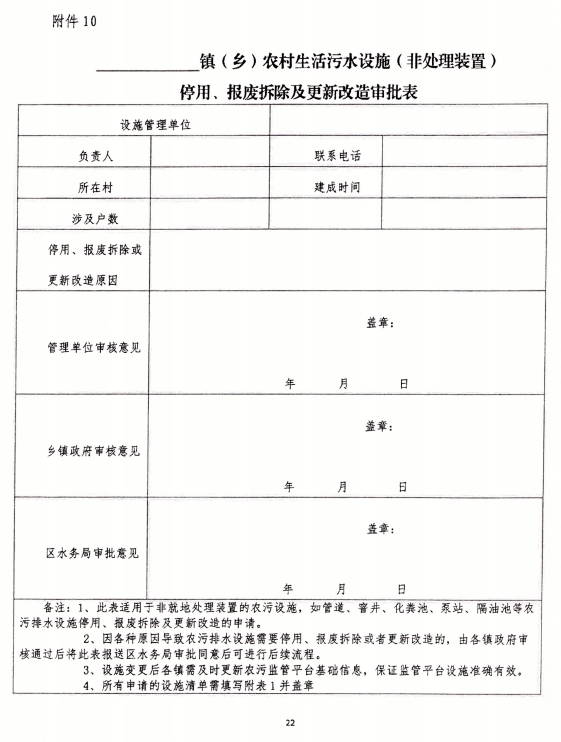 附件 10
镇（乡）农村生活污水设施（非处理装置）
停用、报废拆除及更新改造审批表
设施管理单位
负责人 联系电话
所在村 建成时间
涉及户数
停用、报废拆除或
更新改造原因
盖章：
管理单位审核意见
年 月 日
盖章：
乡镇政府审核意见
年 月 日
盖章：
区水务局审批意见
年 月 日
备注：1、此表适用于非就地处理装置的农污设施，如管道、窨井、化粪池、泵站、隔油池等农
污排水设施停用、报废拆除及更新改造的申请。
2、因各种原因导致农污排水设施需要停用、报废拆除或者更新改造的，由各镇政府审
核通过后将此表报送区水务局审批同意后可进行后续流程。
3、设施变更后各镇需及时更新农污监管平台基础信息，保证监管平台设施准确有效。
4、所有申请的设施清单需填写附表 1 并盖章
22